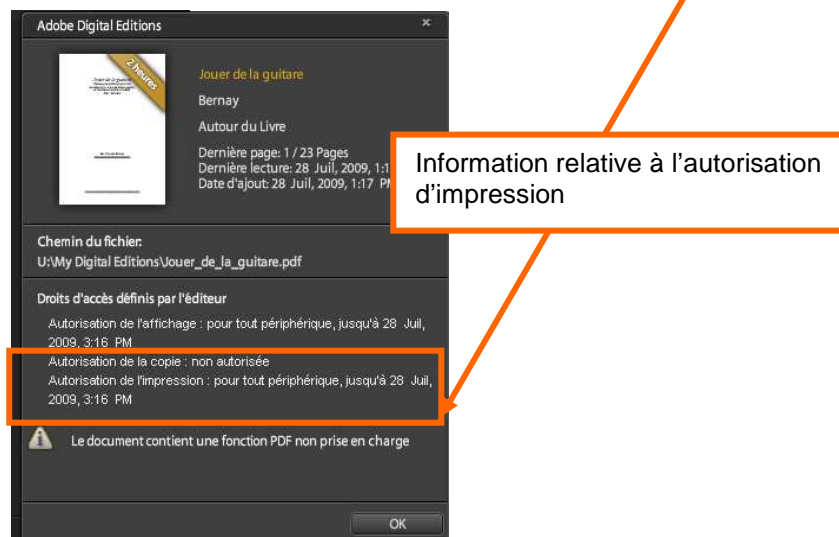 Adobe Digital Editions
2 heures
Jouer de la guitare
Bernay
Autour du Livre
Dernière page: 1 / 23 Pages
Dernière lecture: 28 Juil, 2009, 1:1
Date d'ajout: 28 Juil, 2009, 1:17 PM
Information relative à l'autorisation
d'impression
Chemin du fichier:
U:\My Digital Editions\Jouer_de_la_guitare.pdf
Droits d'accès définis par l'éditeur
Autorisation de l'affichage : pour tout périphérique, jusqu'à 28 Juil,
2009, 3:16 PM
Autorisation de la copie : non autorisée
Autorisation de l'impression : pour tout périphérique, jusqu'à 28 Juil,
2009, 3:16 PM
Le document contient une fonction PDF non prise en charge
OK